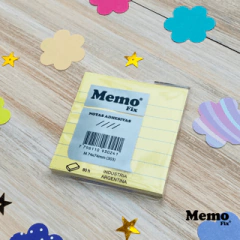 Memo®
Fix
NOTAS ADHESIVAS
INDUSTRIA
ARGENTINA
Memo
Fix